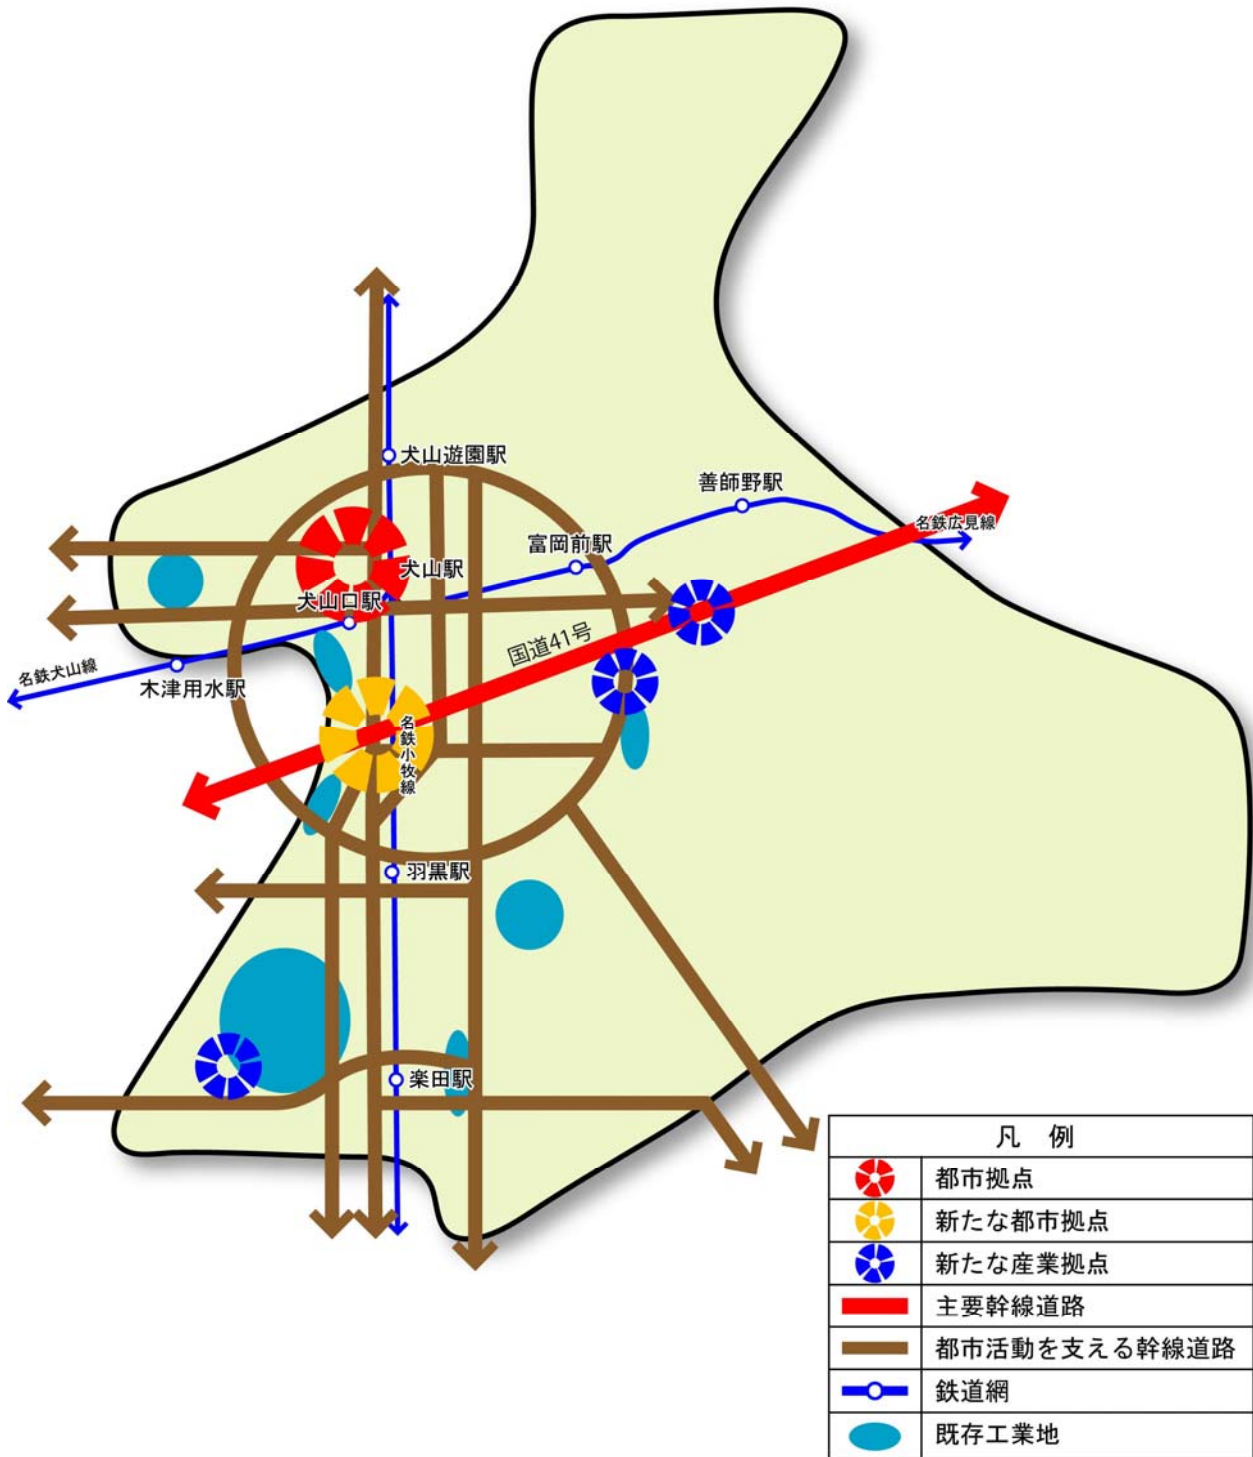 犬山遊園駅
善師野駅
名鉄広見線
富岡前駅
犬山駅
犬山口駅
国道41号
名鉄犬山線
木津用水駅
名鉄小牧線
羽黒駅
楽田駅
凡 例
都市拠点
新たな都市拠点
新たな産業拠点
主要幹線道路
都市活動を支える幹線道路
鉄道網
既存工業地